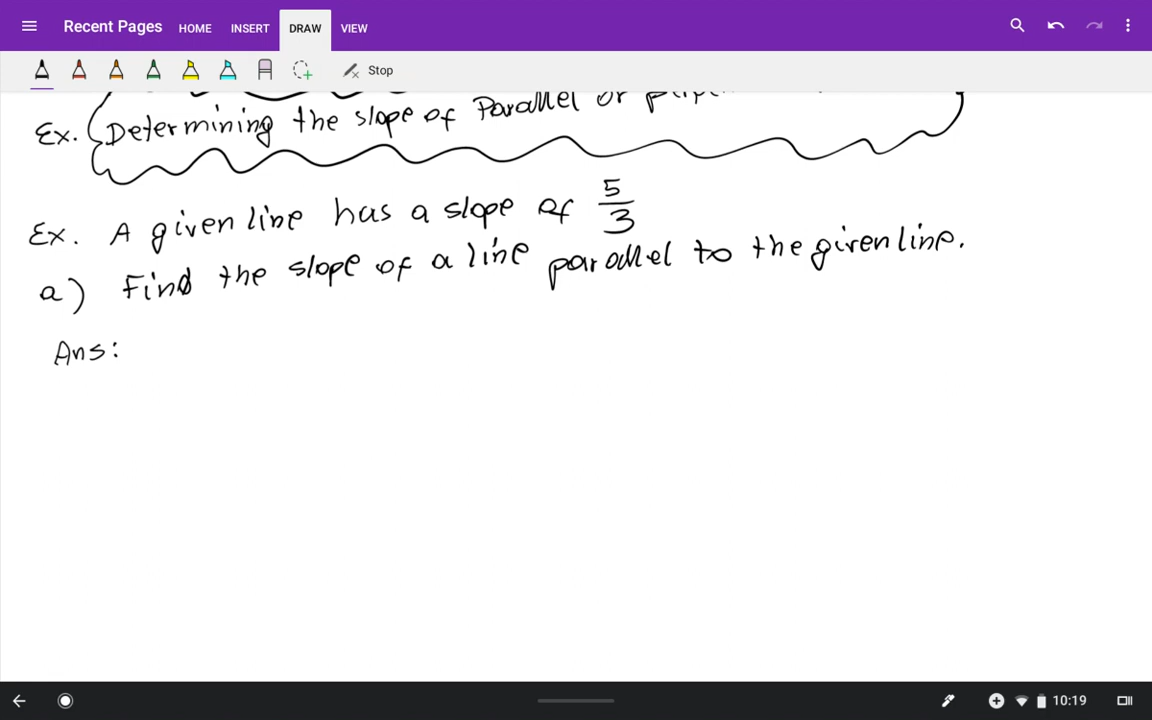 Recent Pages HOME INSERT DRAW VIEW
Stop
Ex. Determining the slope of Parallel or
Ex. A given line has a slope of 5/3
a) Find the slope of a line parallel to the given line.
Ans:
10:19